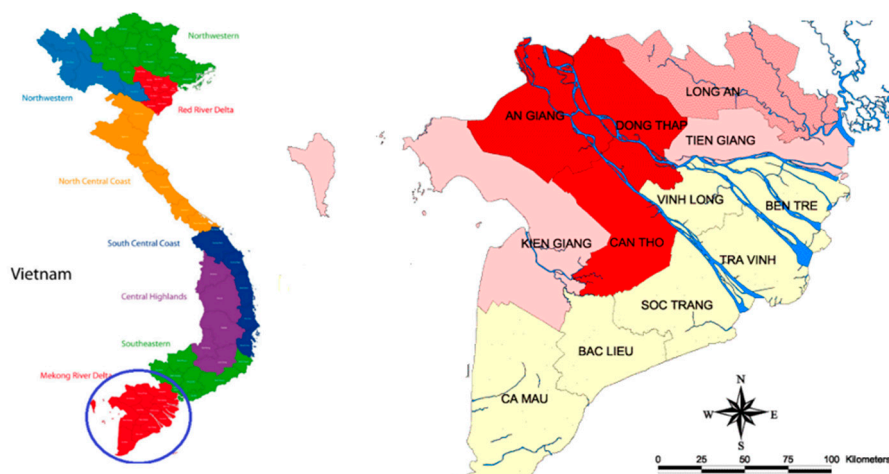 Northwestern
Northwestern
Red River Delta
North Central Coast
South Central Coast
Vietnam
Central Highlands
Southeastern
Mekong River Delta
LONG AN
AN GIANG
DONG THAP
TIEN GIANG
VINH LONG
BEN TRE
KIEN GIANG
CAN THO
TRA VINH
SOC TRANG
BAC LIEU
CA MAU
N
W E
S
0 25 50 75 100 Kilometers